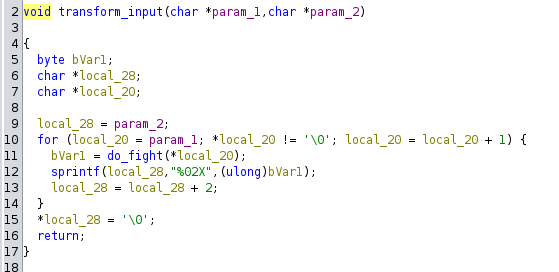 2 void transform_input(char *param_1,char *param_2)
3
4 {
5 byte bVar1;
6 char *local_28;
7 char *local_20;
8
9 local_28 = param_2;
10 for (local_20 = param_1; *local_20 != '\0'; local_20 = local_20 + 1) {
11 bVar1 = do_fight(*local_20);
12 sprintf(local_28,"%02X",(ulong)bVar1);
13 local_28 = local_28 + 2;
14 }
15 *local_28 = '\0';
16 return;
17 }
18